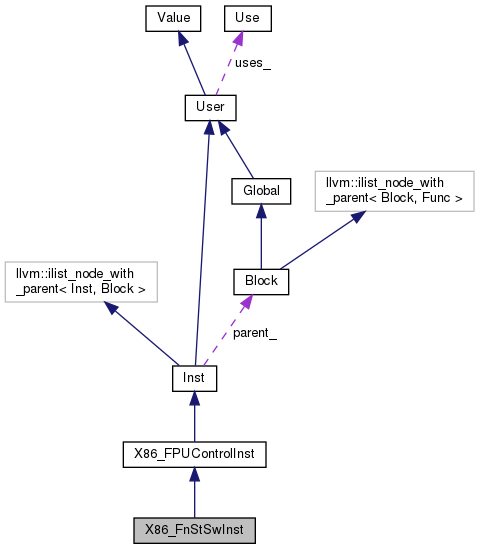 Value
Use
uses_
User
Global
llvm::ilist_node_with
_parent< Block, Func >
llvm::ilist_node_with
_parent< Inst, Block >
Block
parent_
Inst
X86_FPUControlInst
X86_FnStSwInst